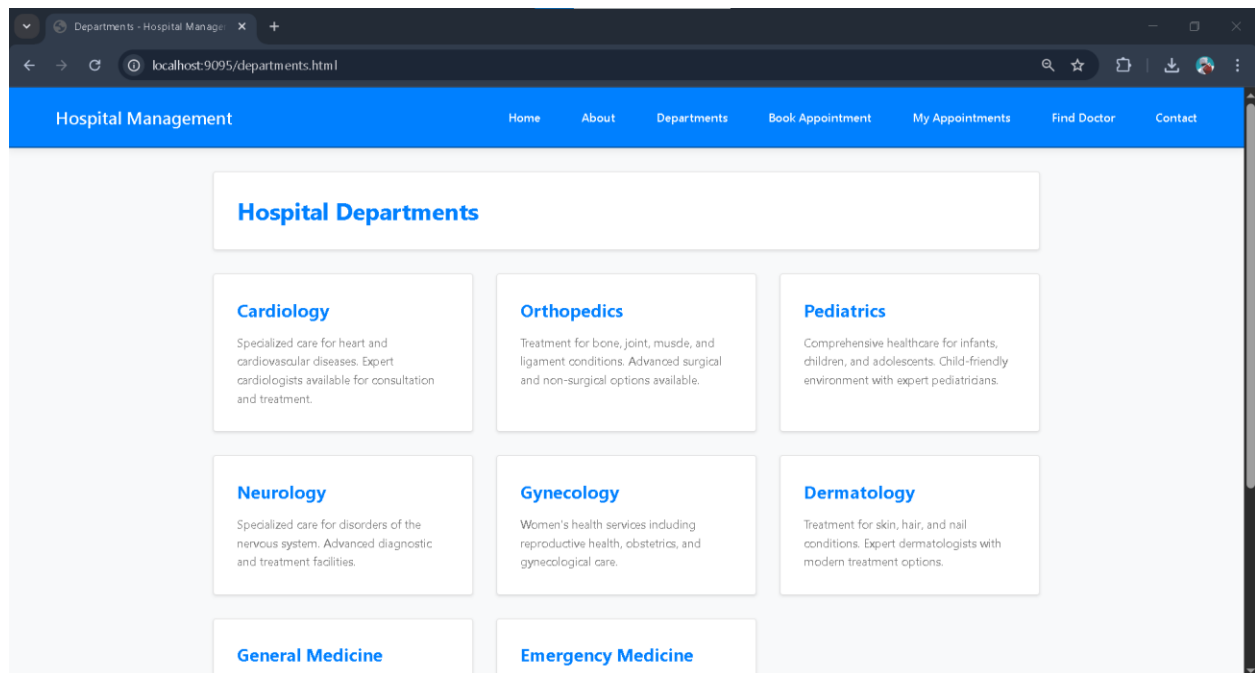 Departments - Hospital Manage
localhost:9095/departments.html
Hospital Management
Home About Departments Book Appointment My Appointments Find Doctor Contact
Hospital Departments
Cardiology
Specialized care for heart and
cardiovascular diseases. Expert
cardiologists available for consultation
and treatment.
Orthopedics
Treatment for bone, joint, muscle, and
ligament conditions. Advanced surgical
and non-surgical options available.
Pediatrics
Comprehensive healthcare for infants,
children, and adolescents. Child-friendly
environment with expert pediatricians.
Neurology
Specialized care for disorders of the
nervous system. Advanced diagnostic
and treatment facilities.
Gynecology
Women's health services including
reproductive health, obstetrics, and
gynecological care.
Dermatology
Treatment for skin, hair, and nail
conditions. Expert dermatologists with
modern treatment options.
General Medicine
Emergency Medicine